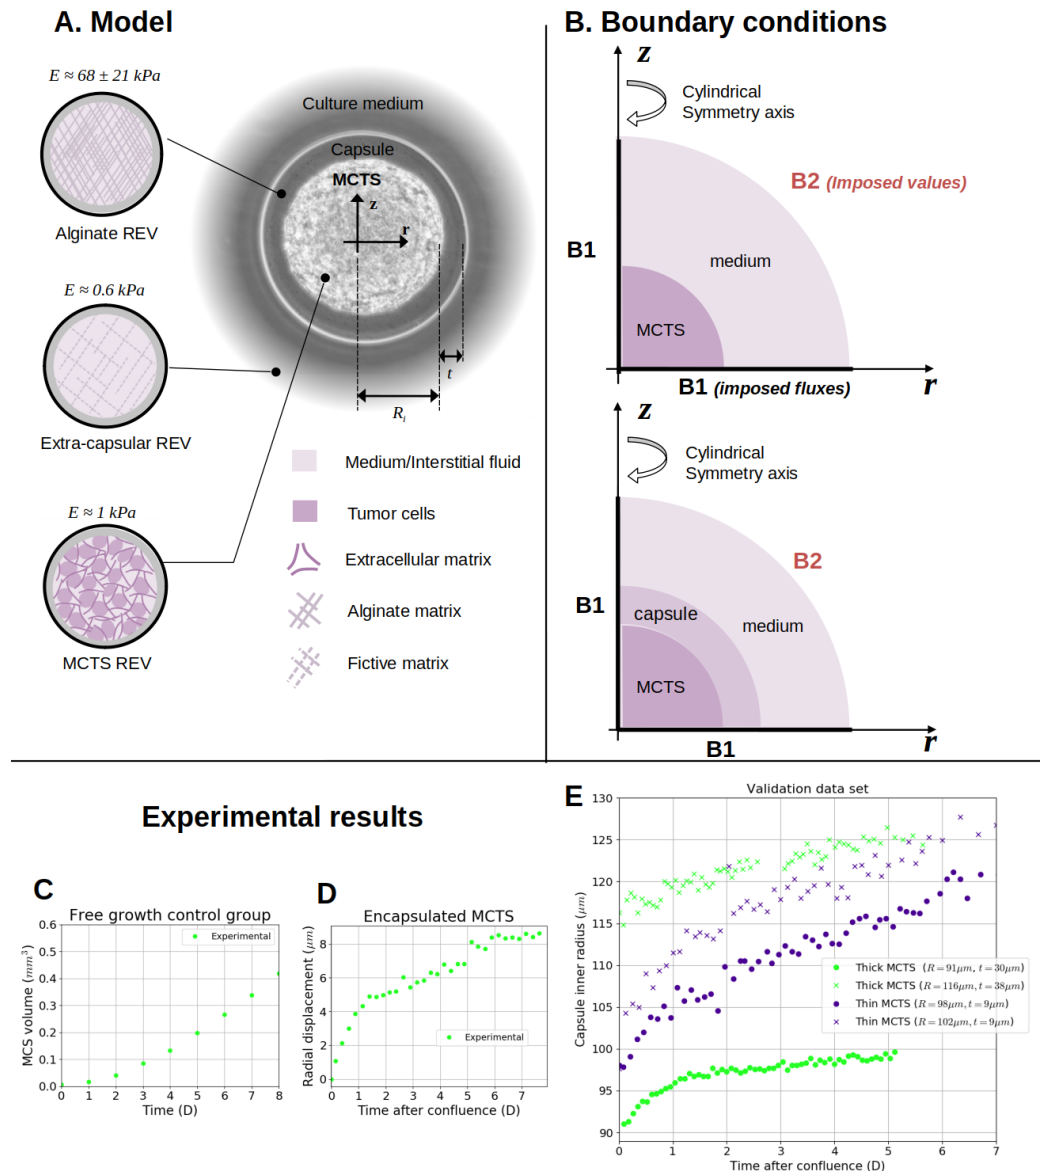 A. Model
E ≈ 68 ± 21 kPa
Alginate REV
E ≈ 0.6 kPa
Extra-capsular REV
E ≈ 1 kPa
MCTS REV
Culture medium
Capsule
MCTS
z
r
t
R_i
Medium/Interstitial fluid
Tumor cells
Extracellular matrix
Alginate matrix
Fictive matrix
B. Boundary conditions
z
Cylindrical
Symmetry axis
B2 (Imposed values)
B1
medium
MCTS
B1 (imposed fluxes)
r
z
Cylindrical
Symmetry axis
B2
B1
capsule
medium
MCTS
B1
r
Experimental results
C
Free growth control group
Experimental
MCS volume (mm³)
0.6
0.5
0.4
0.3
0.2
0.1
0.0
0 1 2 3 4 5 6 7 8
Time (D)
D
Encapsulated MCTS
Experimental
Radial displacement (μm)
8
6
4
2
0
0 1 2 3 4 5 6 7
Time after confluence (D)
E
Validation data set
Capsule inner radius (μm)
130
125
120
115
110
105
100
95
90
Thick MCTS (R = 91μm, t = 30μm)
Thick MCTS (R = 116μm, t = 38μm)
Thin MCTS (R = 98μm, t = 9μm)
Thin MCTS (R = 102μm, t = 9μm)
0 1 2 3 4 5 6 7
Time after confluence (D)